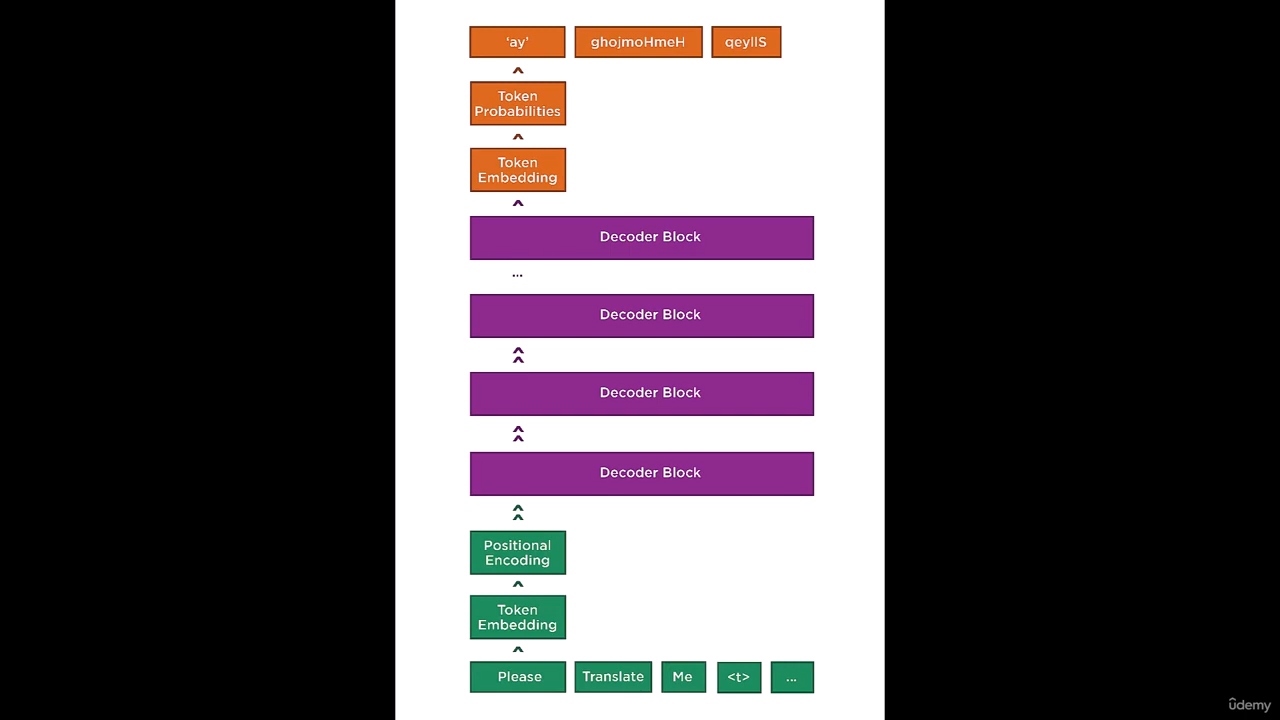 ‘ay’ ghojmoHmeH qeylIS
Token
Probabilities
Token
Embedding
Decoder Block
...
Decoder Block
Decoder Block
Decoder Block
Positional
Encoding
Token
Embedding
Please Translate Me <t> ...
udemy